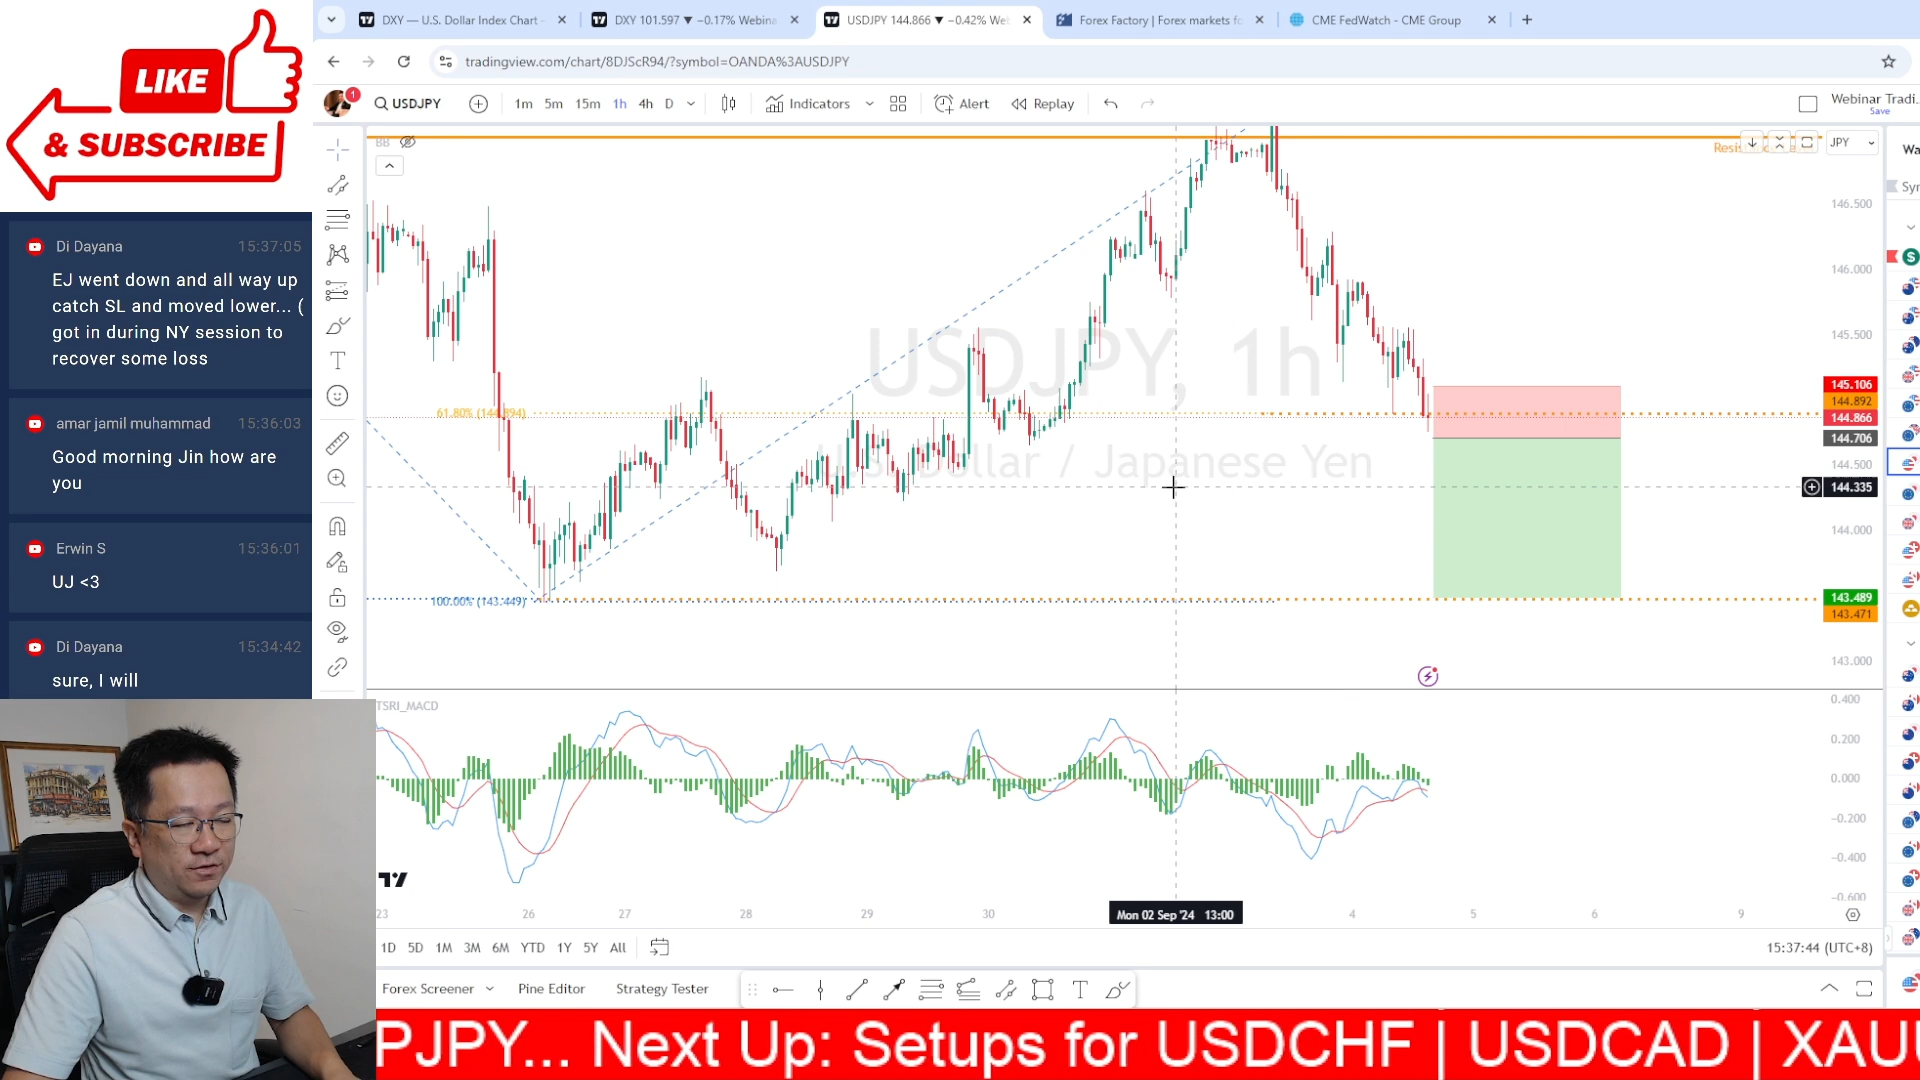 LIKE
& SUBSCRIBE
DXY — U.S. Dollar Index Chart
DXY 101.597 ▼ −0.17% Webina
USDJPY 144.866 ▼ −0.42% We
Forex Factory | Forex markets fo
CME FedWatch - CME Group
tradingview.com/chart/8DJScR94/?symbol=OANDA%3AUSDJPY
1
USDJPY
1m
5m
15m
1h
4h
D
Indicators
Alert
Replay
Webinar Tradi..
Save
BB
Resis
JPY
Wa
Syr
USDJPY, 1h
U.S. Dollar / Japanese Yen
61.80% (144.894)
100.00% (143.449)
146.500
146.000
145.500
145.106
144.892
144.866
144.706
144.500
144.335
144.000
143.489
143.471
143.000
Di Dayana 15:37:05
EJ went down and all way up
catch SL and moved lower... (
got in during NY session to
recover some loss
amar jamil muhammad 15:36:03
Good morning Jin how are
you
Erwin S 15:36:01
UJ <3
Di Dayana 15:34:42
sure, I will
TSRI_MACD
0.400
0.200
0.000
−0.200
−0.400
−0.600
23
26
27
28
29
30
Mon 02 Sep '24 13:00
4
5
6
9
1D
5D
1M
3M
6M
YTD
1Y
5Y
All
15:37:44 (UTC+8)
Forex Screener
Pine Editor
Strategy Tester
PJPY... Next Up: Setups for USDCHF | USDCAD | XAU